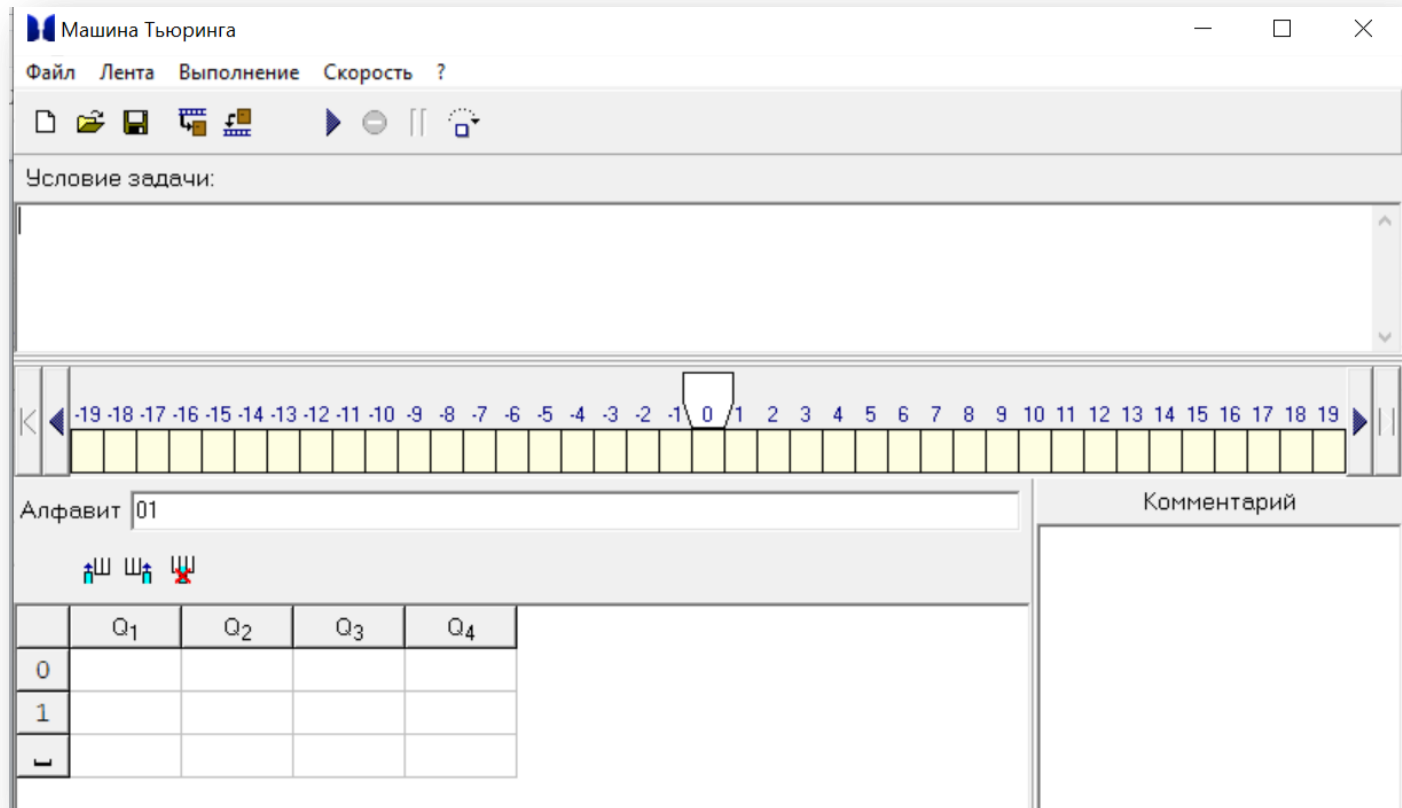 Машина Тьюринга
Файл Лента Выполнение Скорость ?
Условие задачи:
-19 -18 -17 -16 -15 -14 -13 -12 -11 -10 -9 -8 -7 -6 -5 -4 -3 -2 -1 0 1 2 3 4 5 6 7 8 9 10 11 12 13 14 15 16 17 18 19
Алфавит 01
Комментарий
Q1 Q2 Q3 Q4
0
1